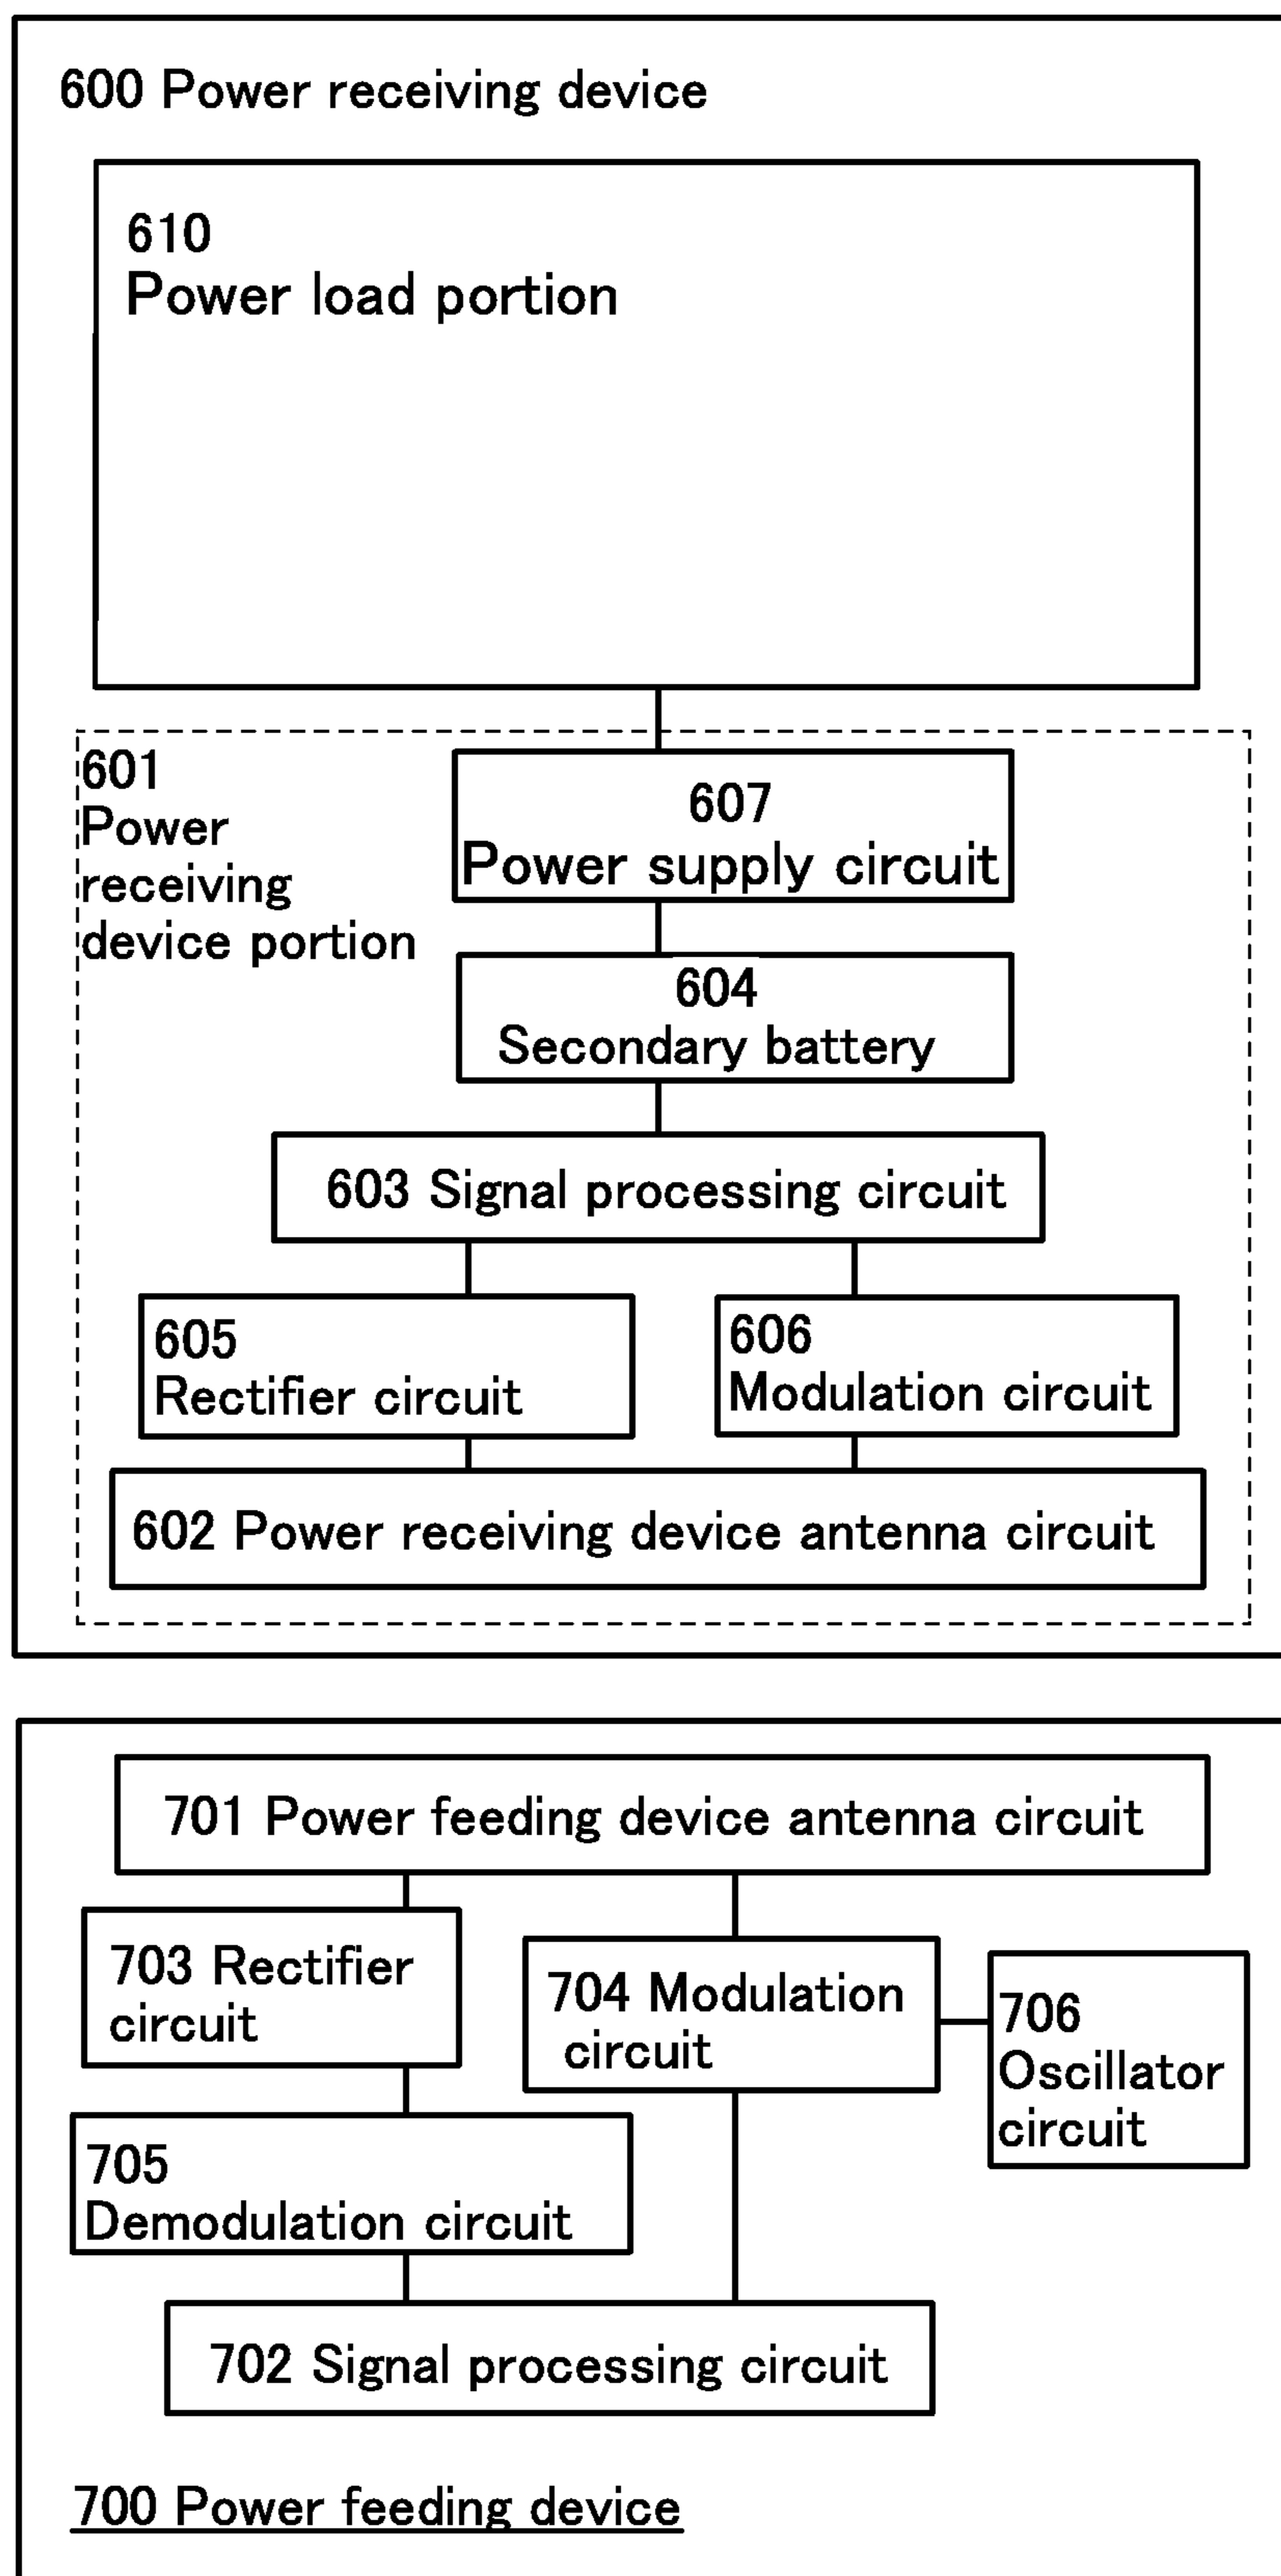 600 Power receiving device
610
Power load portion
601
Power
receiving
device portion
607
Power supply circuit
604
Secondary battery
603 Signal processing circuit
605
Rectifier circuit
606
Modulation circuit
602 Power receiving device antenna circuit
701 Power feeding device antenna circuit
703 Rectifier
circuit
704 Modulation
circuit
706
Oscillator
circuit
705
Demodulation circuit
702 Signal processing circuit
700 Power feeding device